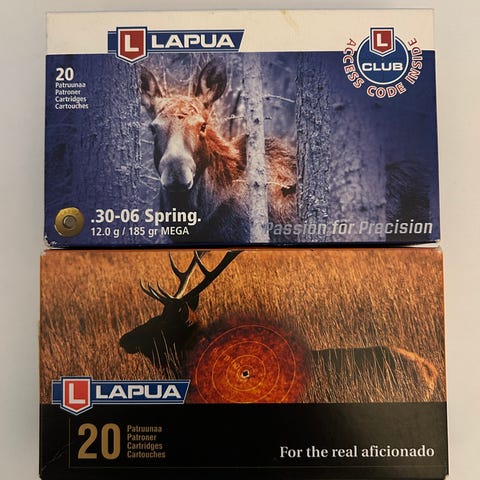 L LAPUA
L
CLUB
ACCESS CODE INSIDE
20
Patruunaa
Patroner
Cartridges
Cartouches
.30-06 Spring.
12.0 g / 185 gr MEGA
Passion for Precision
L LAPUA
20
Patruunaa
Patroner
Cartridges
Cartouches
For the real aficionado